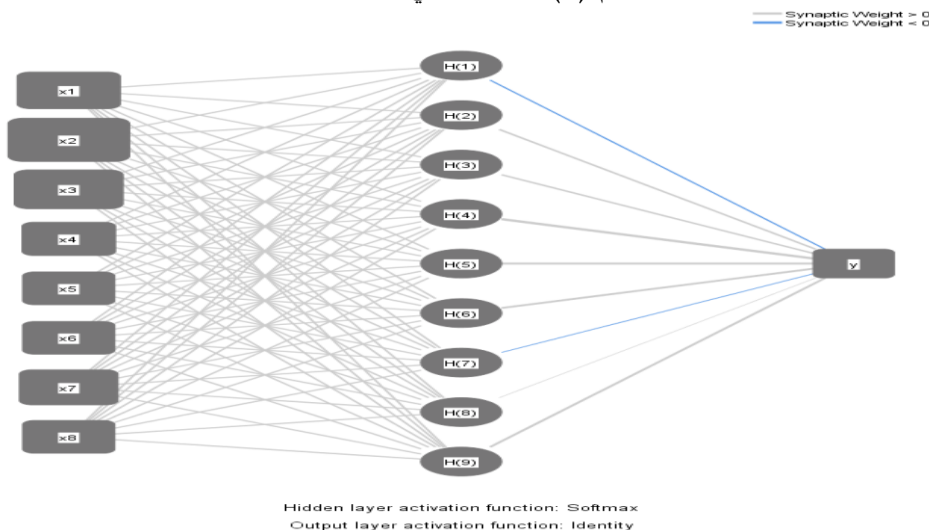 Synaptic Weight > 0
Synaptic Weight < 0
x1
x2
x3
x4
x5
x6
x7
x8
H(1)
H(2)
H(3)
H(4)
H(5)
H(6)
H(7)
H(8)
H(9)
y
Hidden layer activation function: Softmax
Output layer activation function: Identity